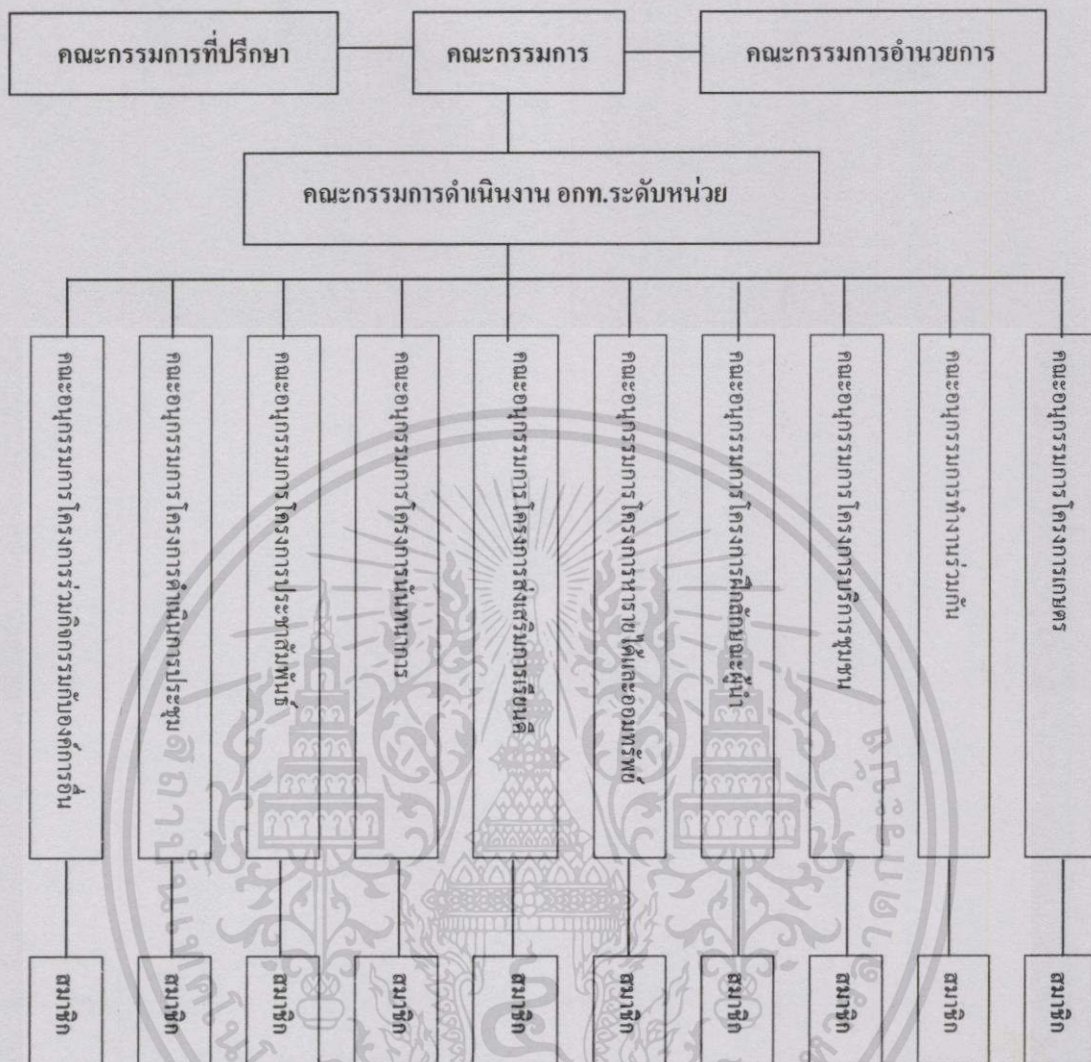 คณะกรรมการที่ปรึกษา
คณะกรรมการ
คณะกรรมการอำนวยการ
คณะกรรมการดำเนินงาน อกท.ระดับหน่วย
คณะอนุกรรมการโครงการร่วมกิจกรรมกับองค์การอื่น
คณะอนุกรรมการโครงการดำเนินการประชุม
คณะอนุกรรมการโครงการประชาสัมพันธ์
คณะอนุกรรมการโครงการนันทนาการ
คณะอนุกรรมการโครงการส่งเสริมการเรียนดี
คณะอนุกรรมการโครงการหารายได้และออมทรัพย์
คณะอนุกรรมการโครงการฝึกลักษณะผู้นำ
คณะอนุกรรมการโครงการบริการชุมชน
คณะอนุกรรมการทำงานร่วมกัน
คณะอนุกรรมการโครงการเกษตร
สมาชิก
สมาชิก
สมาชิก
สมาชิก
สมาชิก
สมาชิก
สมาชิก
สมาชิก
สมาชิก
สมาชิก